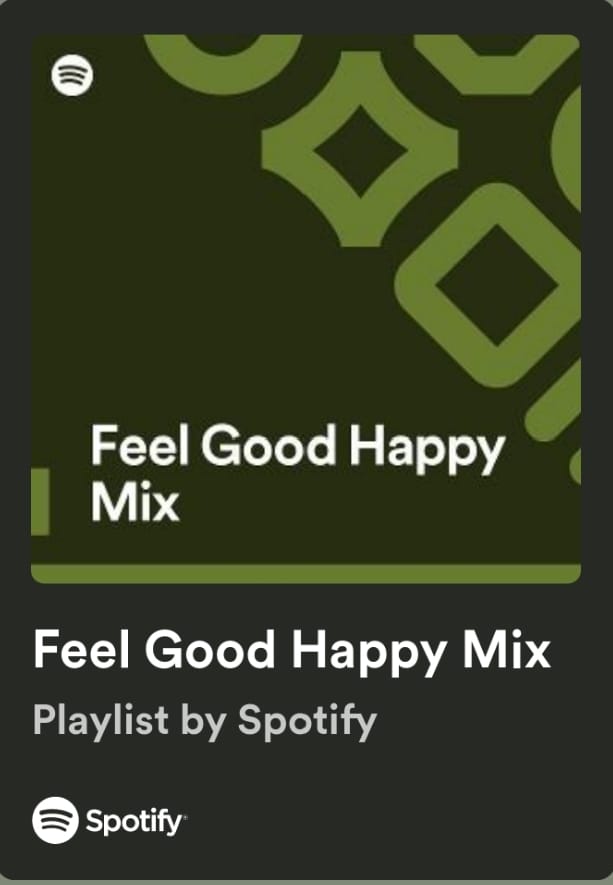 Feel Good Happy
Mix
Feel Good Happy Mix
Playlist by Spotify
Spotify